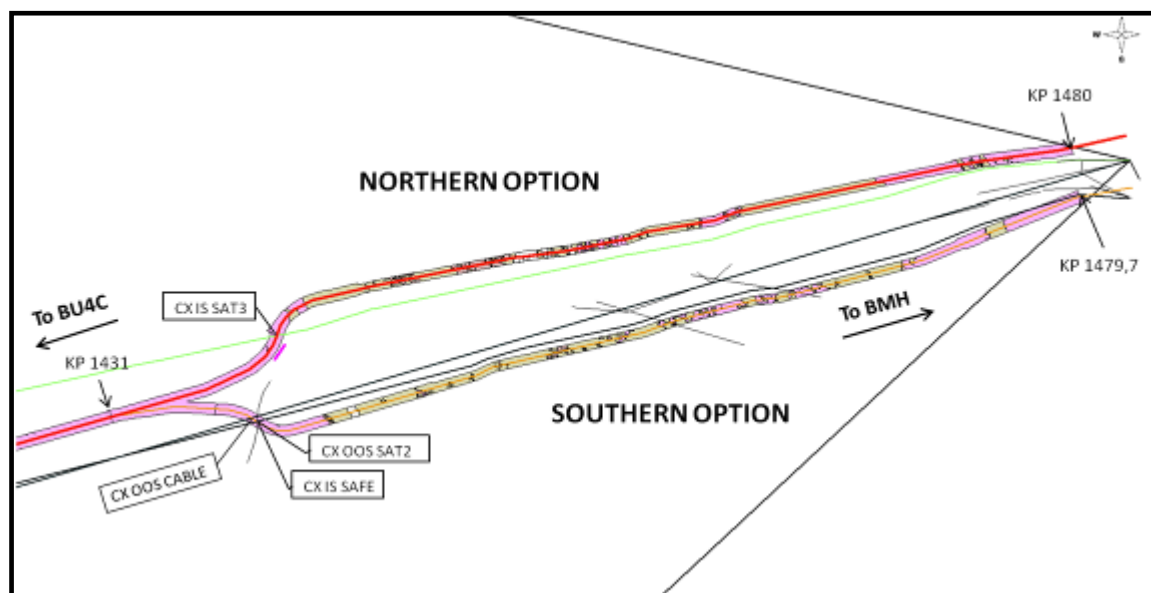 W
S
KP 1480
NORTHERN OPTION
KP 1479,7
CX IS SAT3
To BU4C
To BMH
KP 1431
SOUTHERN OPTION
CX OOS SAT2
CX OOS CABLE
CX IS SAFE